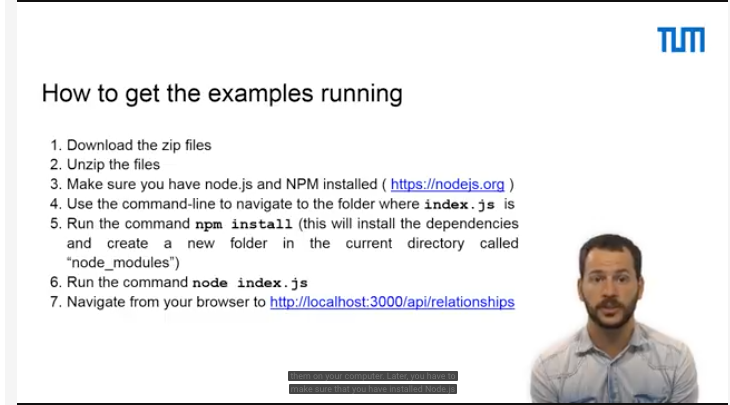 TUM
How to get the examples running
1. Download the zip files
2. Unzip the files
3. Make sure you have node.js and NPM installed ( https://nodejs.org )
4. Use the command-line to navigate to the folder where index.js is
5. Run the command npm install (this will install the dependencies
and create a new folder in the current directory called
“node_modules”)
6. Run the command node index.js
7. Navigate from your browser to http://localhost:3000/api/relationships
them on your computer. Later, you have to
make sure that you have installed Node.js